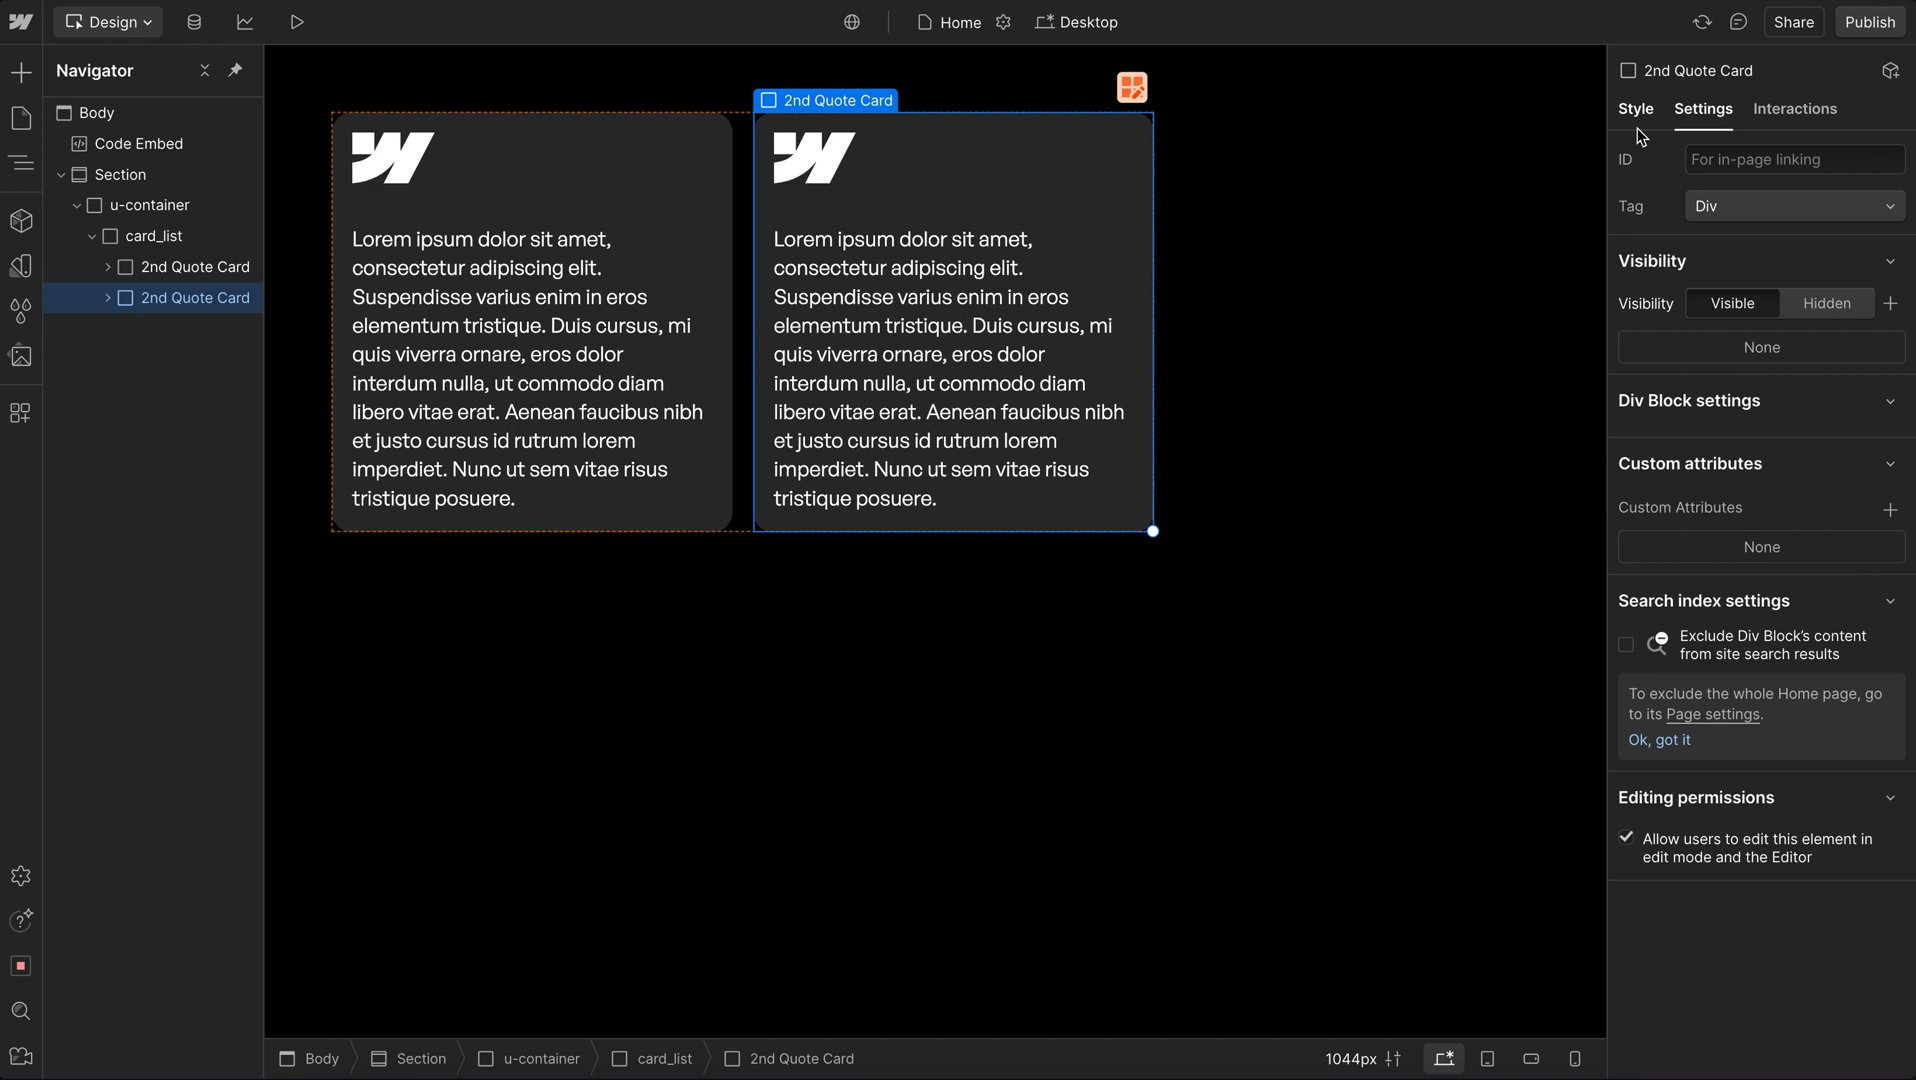 Design
Home
Desktop
Share
Publish
Navigator
Body
Code Embed
Section
u-container
card_list
2nd Quote Card
2nd Quote Card
2nd Quote Card
Lorem ipsum dolor sit amet,
consectetur adipiscing elit.
Suspendisse varius enim in eros
elementum tristique. Duis cursus, mi
quis viverra ornare, eros dolor
interdum nulla, ut commodo diam
libero vitae erat. Aenean faucibus nibh
et justo cursus id rutrum lorem
imperdiet. Nunc ut sem vitae risus
tristique posuere.
Lorem ipsum dolor sit amet,
consectetur adipiscing elit.
Suspendisse varius enim in eros
elementum tristique. Duis cursus, mi
quis viverra ornare, eros dolor
interdum nulla, ut commodo diam
libero vitae erat. Aenean faucibus nibh
et justo cursus id rutrum lorem
imperdiet. Nunc ut sem vitae risus
tristique posuere.
2nd Quote Card
Style Settings Interactions
ID For in-page linking
Tag Div
Visibility
Visibility Visible Hidden
None
Div Block settings
Custom attributes
Custom Attributes
None
Search index settings
Exclude Div Block's content
from site search results
To exclude the whole Home page, go
to its Page settings.
Ok, got it
Editing permissions
Allow users to edit this element in
edit mode and the Editor
Body Section u-container card_list 2nd Quote Card
1044px